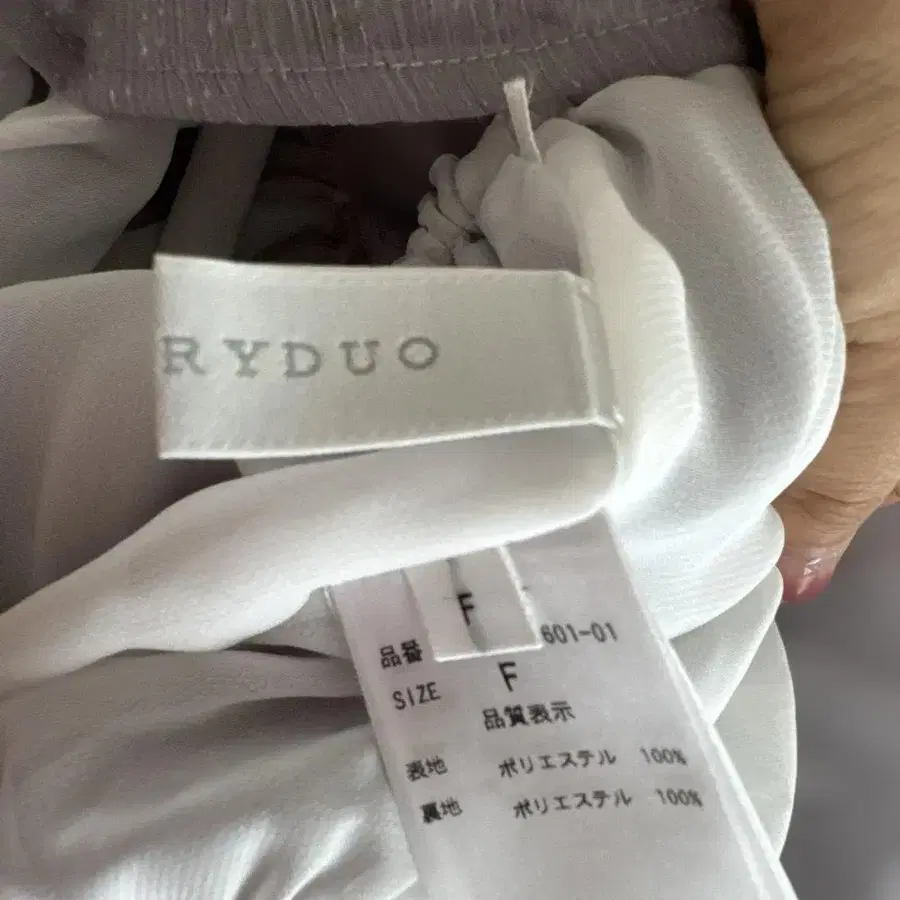 RYDUO
F
品番 601-01
SIZE F
品質表示
表地 ポリエステル 100%
裏地 ポリエステル 100%